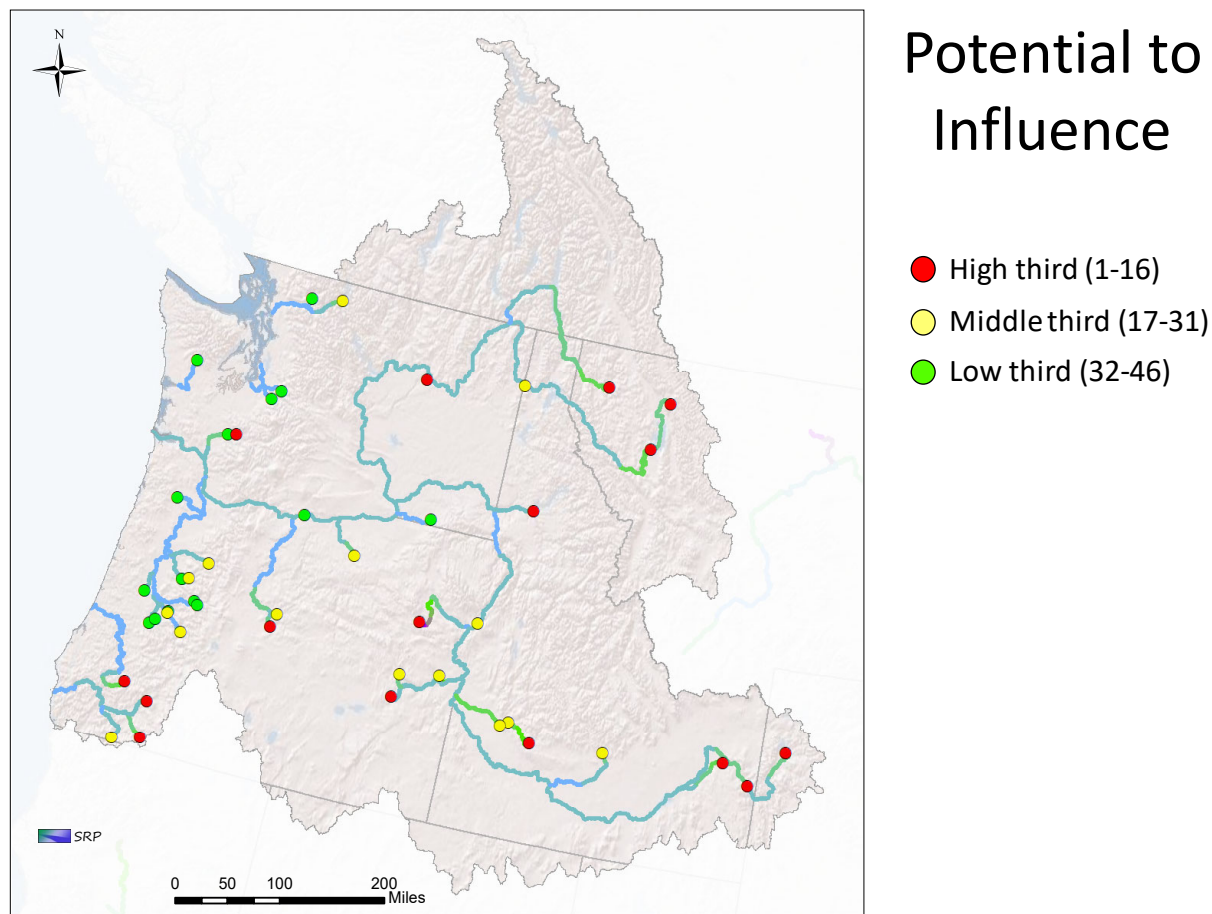 N
Potential to
Influence
High third (1-16)
Middle third (17-31)
Low third (32-46)
SRP
0 50 100 200
Miles